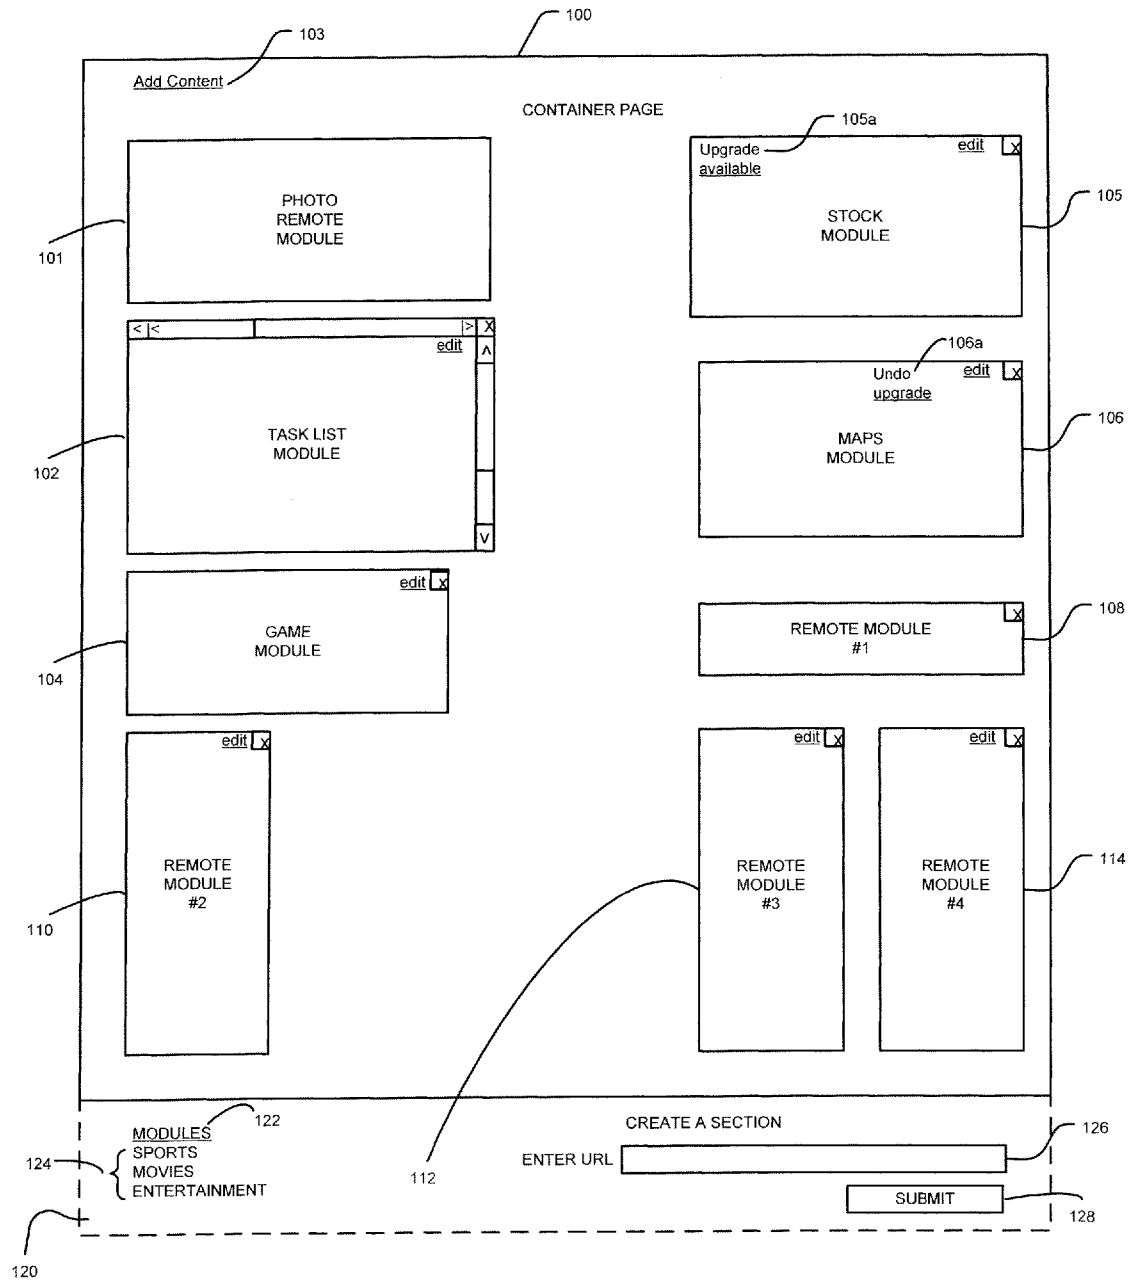 100
103
Add Content
CONTAINER PAGE
105a
Upgrade
available
edit
X
STOCK
MODULE
105
PHOTO
REMOTE
MODULE
101
< |<
>|
X
edit
^
TASK LIST
MODULE
V
102
106a
Undo
upgrade
edit
X
MAPS
MODULE
106
edit
X
GAME
MODULE
104
X
REMOTE MODULE
#1
108
edit
X
REMOTE
MODULE
#2
110
edit
X
REMOTE
MODULE
#3
112
edit
X
REMOTE
MODULE
#4
114
MODULES
122
SPORTS
MOVIES
ENTERTAINMENT
124
120
CREATE A SECTION
ENTER URL
126
SUBMIT
128